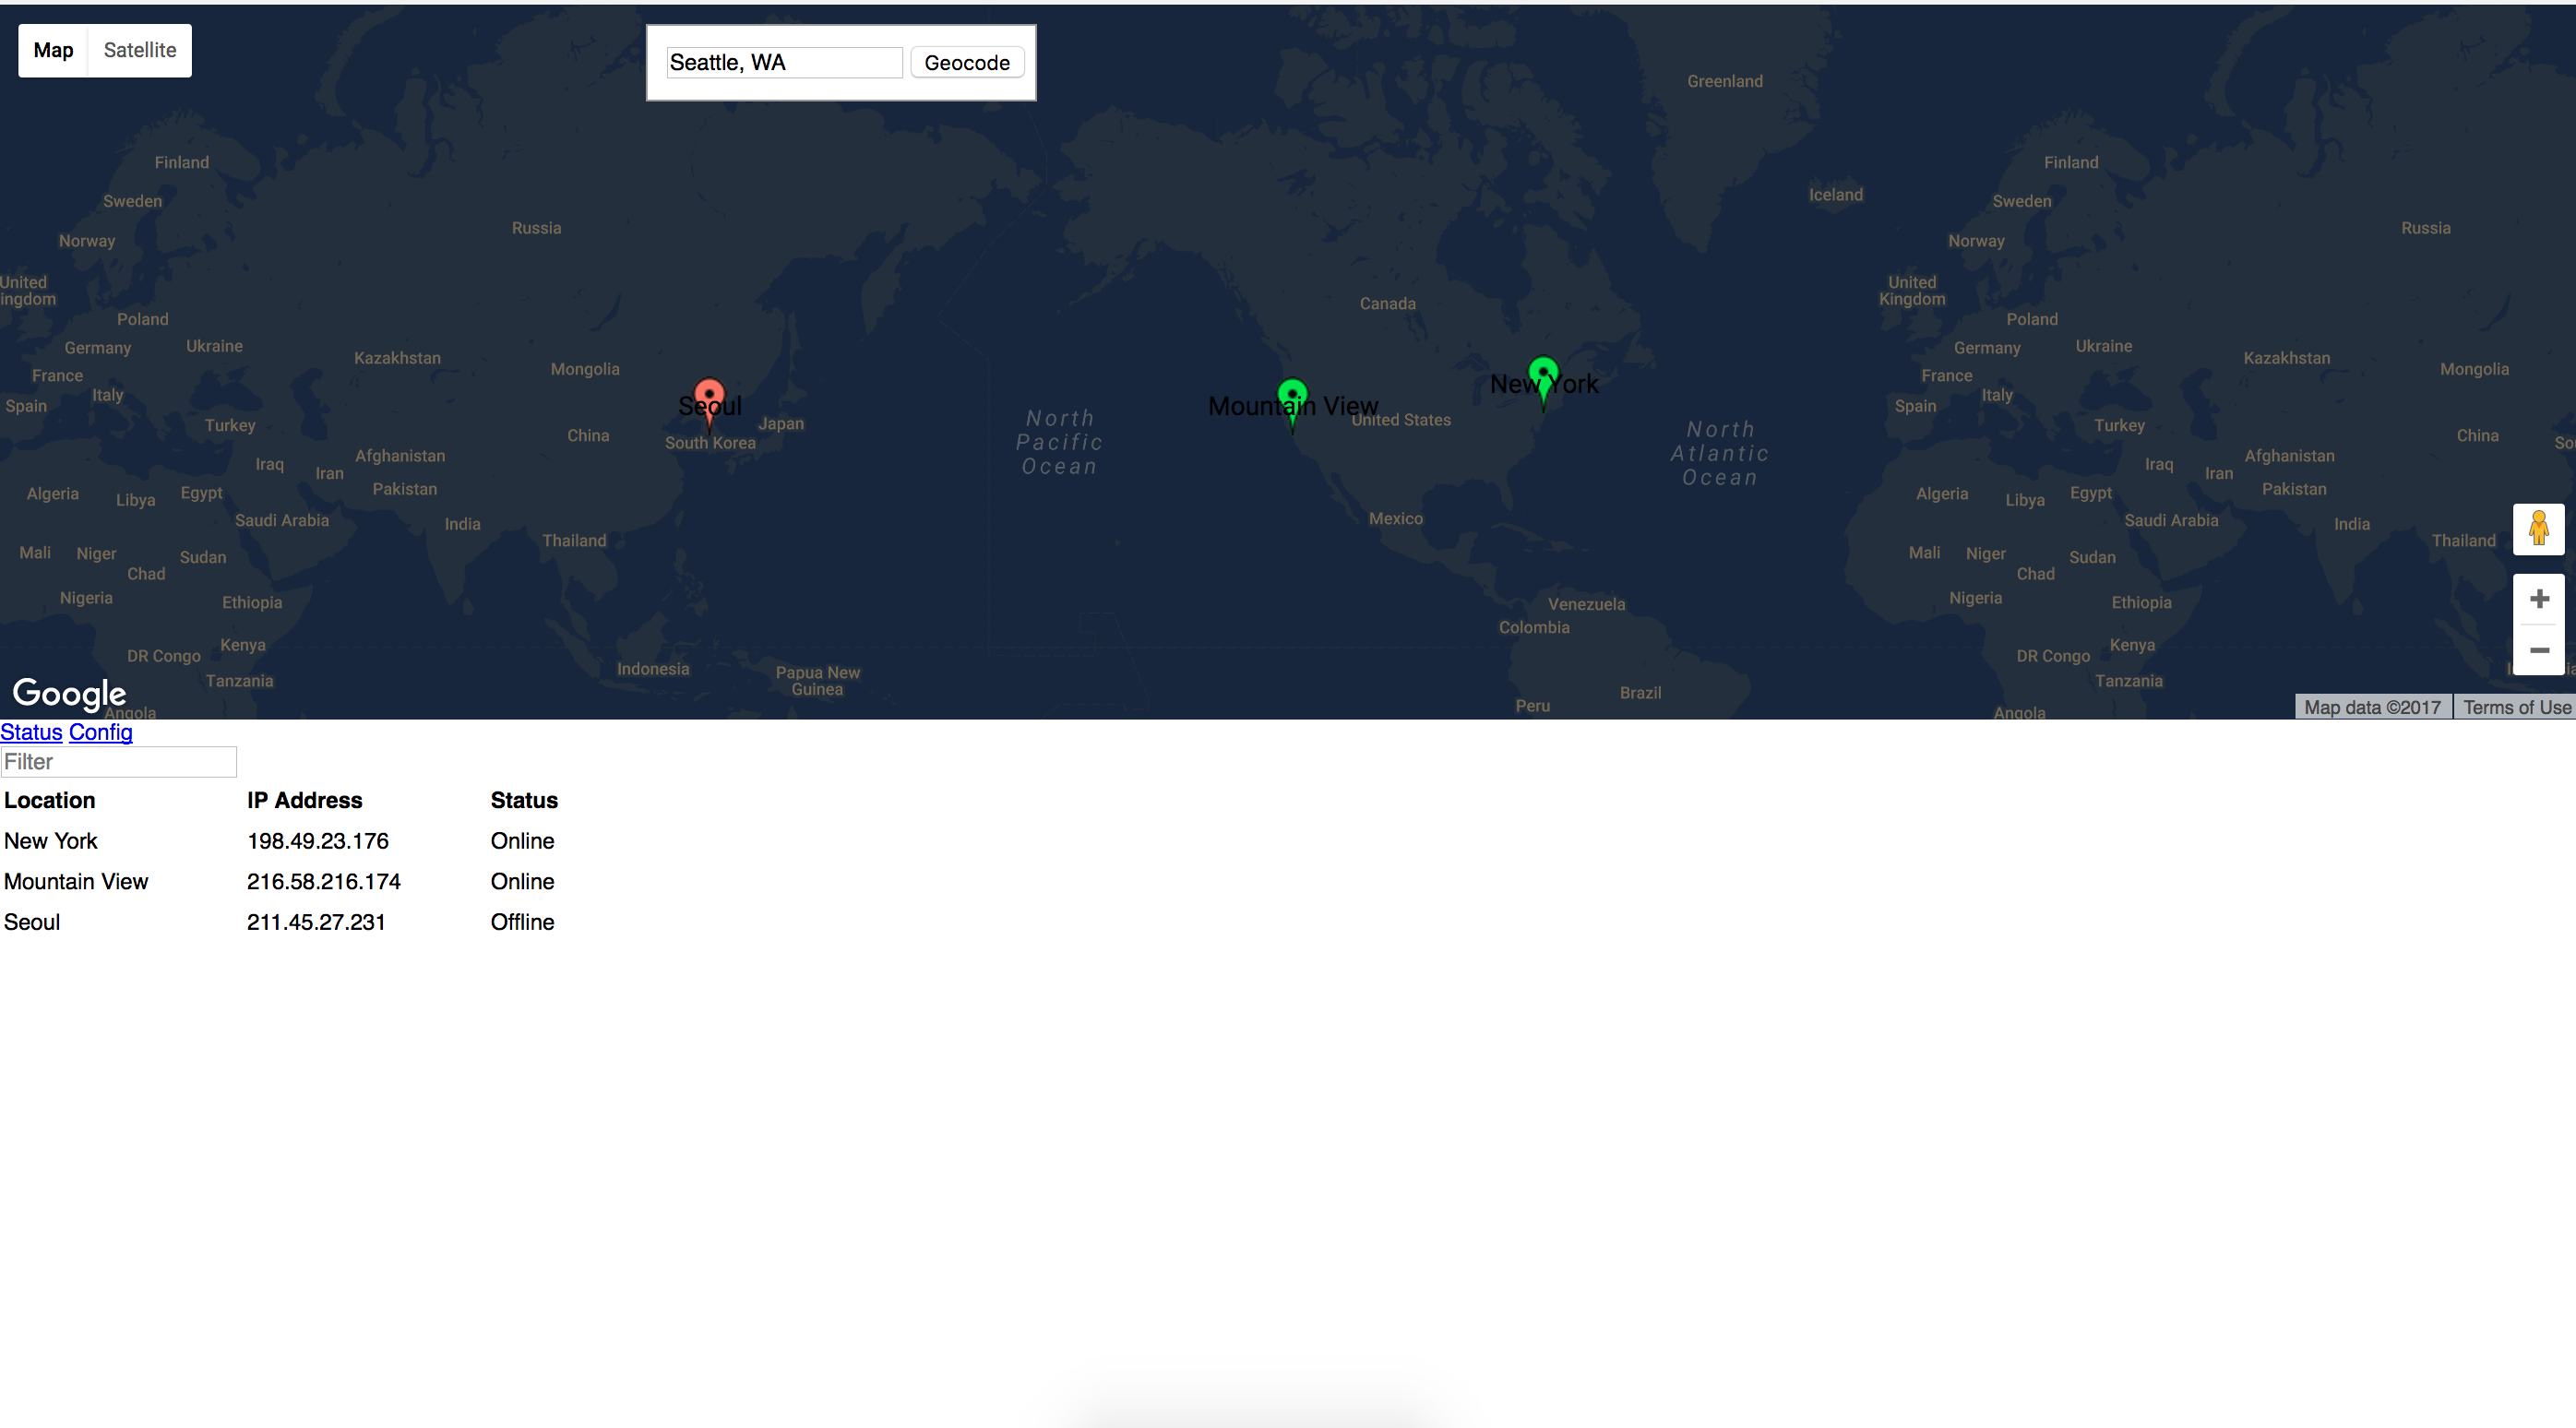 Map Satellite
Seattle, WA Geocode
Greenland
Finland
Finland
Iceland
Sweden
Sweden
Russia
Russia
Norway
Norway
United
ingdom
United
Kingdom
Canada
Poland
Poland
Germany
Ukraine
Germany
Ukraine
Kazakhstan
Kazakhstan
Mongolia
Mongolia
France
France
New York
Italy
Italy
Spain
Seoul
Mountain View
Spain
United States
Turkey
Japan
Turkey
China
China
South Korea
So
North
Pacific
Ocean
North
Atlantic
Ocean
Afghanistan
Afghanistan
Iraq
Iran
Iraq
Iran
Pakistan
Pakistan
Algeria
Libya
Egypt
Algeria
Libya
Egypt
Saudi Arabia
India
Mexico
Saudi Arabia
India
Thailand
Thailand
Mali
Niger
Sudan
Mali
Niger
Sudan
Chad
Chad
Nigeria
Ethiopia
Venezuela
Nigeria
Ethiopia
Colombia
Kenya
Kenya
DR Congo
DR Congo
Indonesia
Papua New
Guinea
Tanzania
Tanzania
Brazil
Google
Peru
Angola
Angola
Map data ©2017 Terms of Use
Status Config
Filter
Location IP Address Status
New York 198.49.23.176 Online
Mountain View 216.58.216.174 Online
Seoul 211.45.27.231 Offline